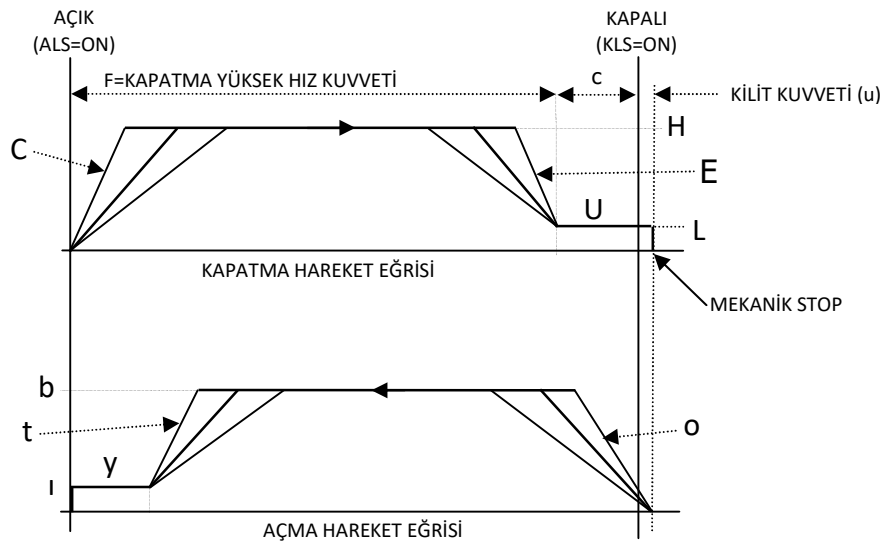 AÇIK
(ALS=ON)
KAPALI
(KLS=ON)
F=KAPATMA YÜKSEK HIZ KUVVETİ
c
KİLİT KUVVETİ (u)
H
C
E
U
L
KAPATMA HAREKET EĞRİSİ
MEKANİK STOP
b
t
o
y
ı
AÇMA HAREKET EĞRİSİ